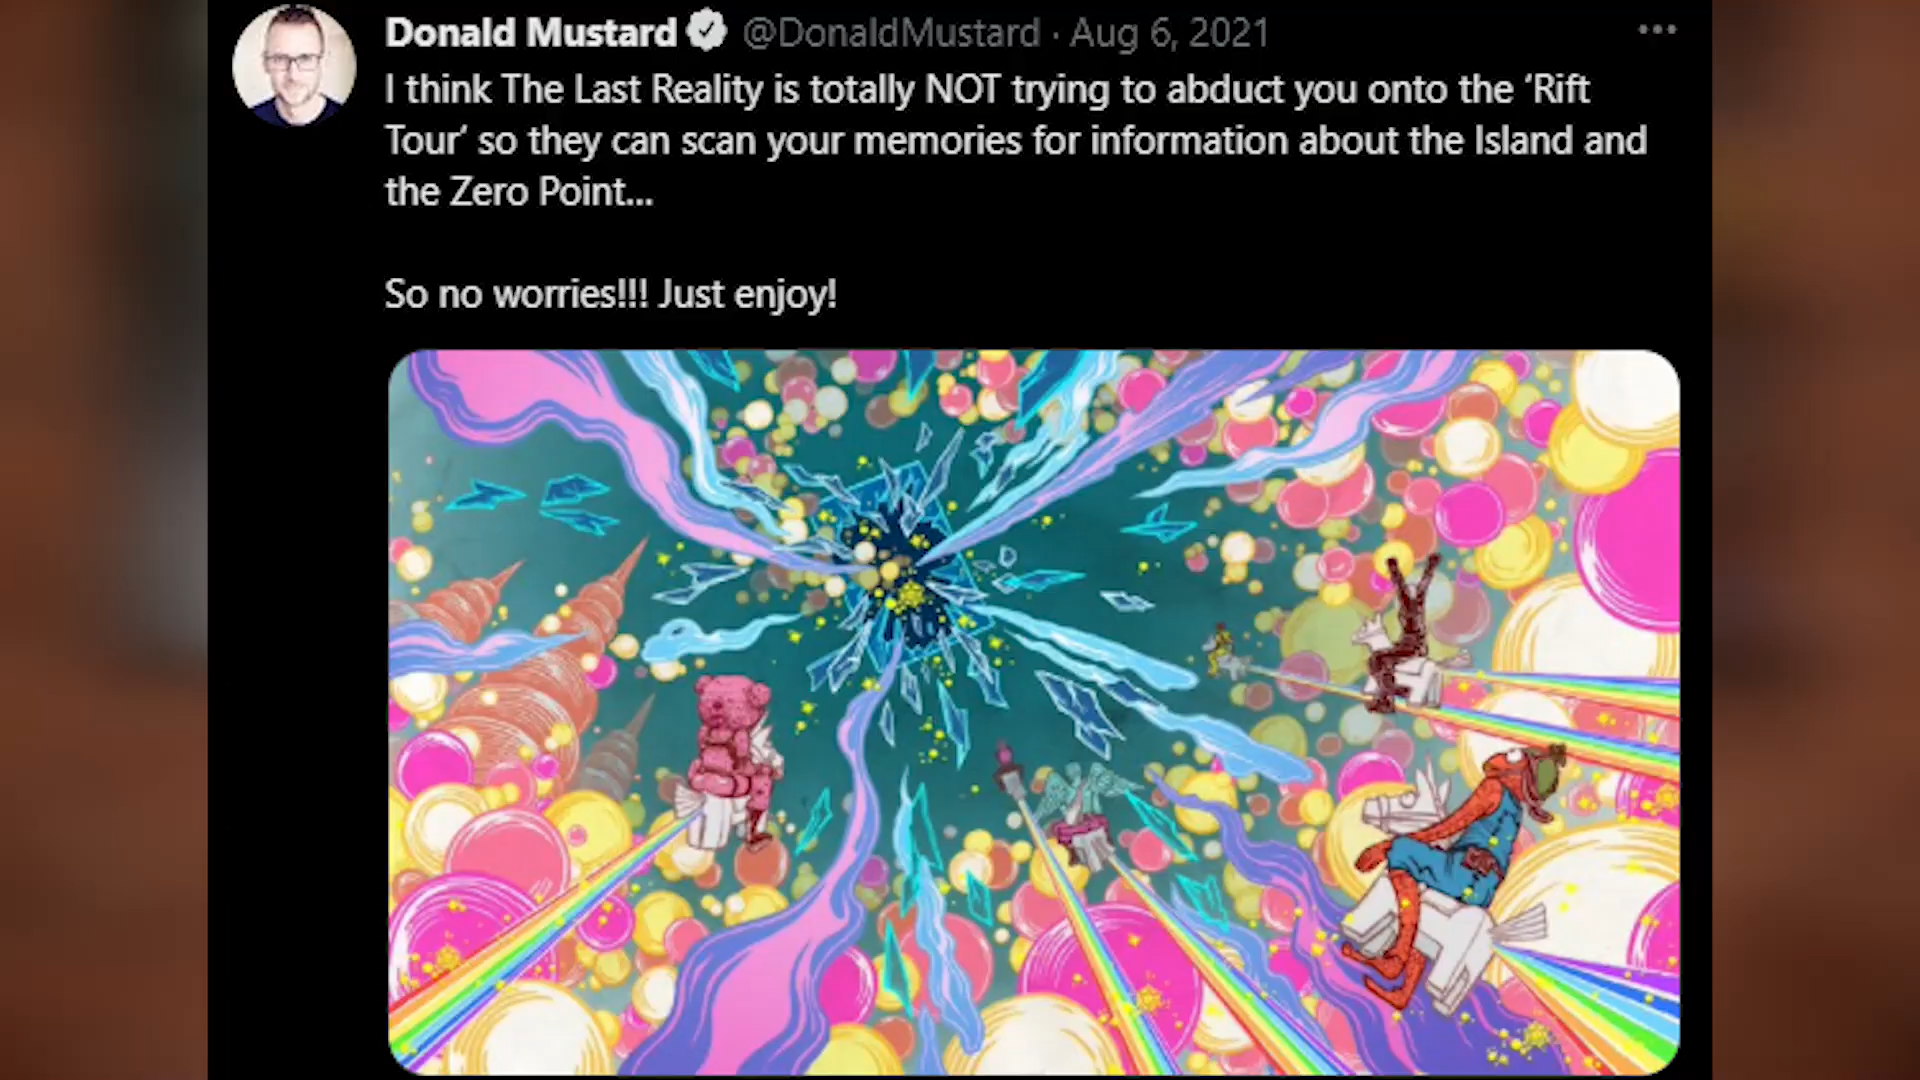 Donald Mustard @DonaldMustard · Aug 6, 2021
I think The Last Reality is totally NOT trying to abduct you onto the ‘Rift
Tour’ so they can scan your memories for information about the Island and
the Zero Point...
So no worries!!! Just enjoy!